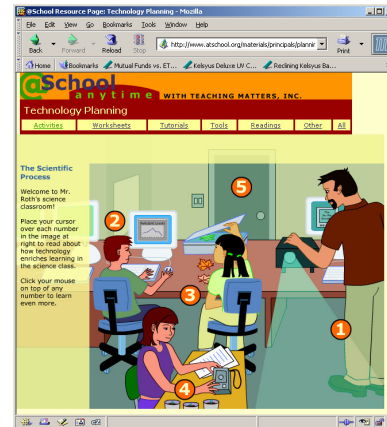 @School Resource Page: Technology Planning - Mozilla
File Edit View Go Bookmarks Tools Window Help
Back Forward Reload Stop http://www.atschool.org/materials/principals/plannir Print
Home Bookmarks Mutual Funds vs. ET... Kelsyus Deluxe UV C... Reclining Kelsyus Ba...
@School
anytime WITH TEACHING MATTERS, INC.
Technology Planning
Activities Worksheets Tutorials Tools Readings Other All
The Scientific
Process
Welcome to Mr.
Roth's science
classroom!
Place your cursor
over each number
in the image at
right to read about
how technology
enriches learning in
the science class.
Click your mouse
on top of any
number to learn
even more.
5
2
3
1
4